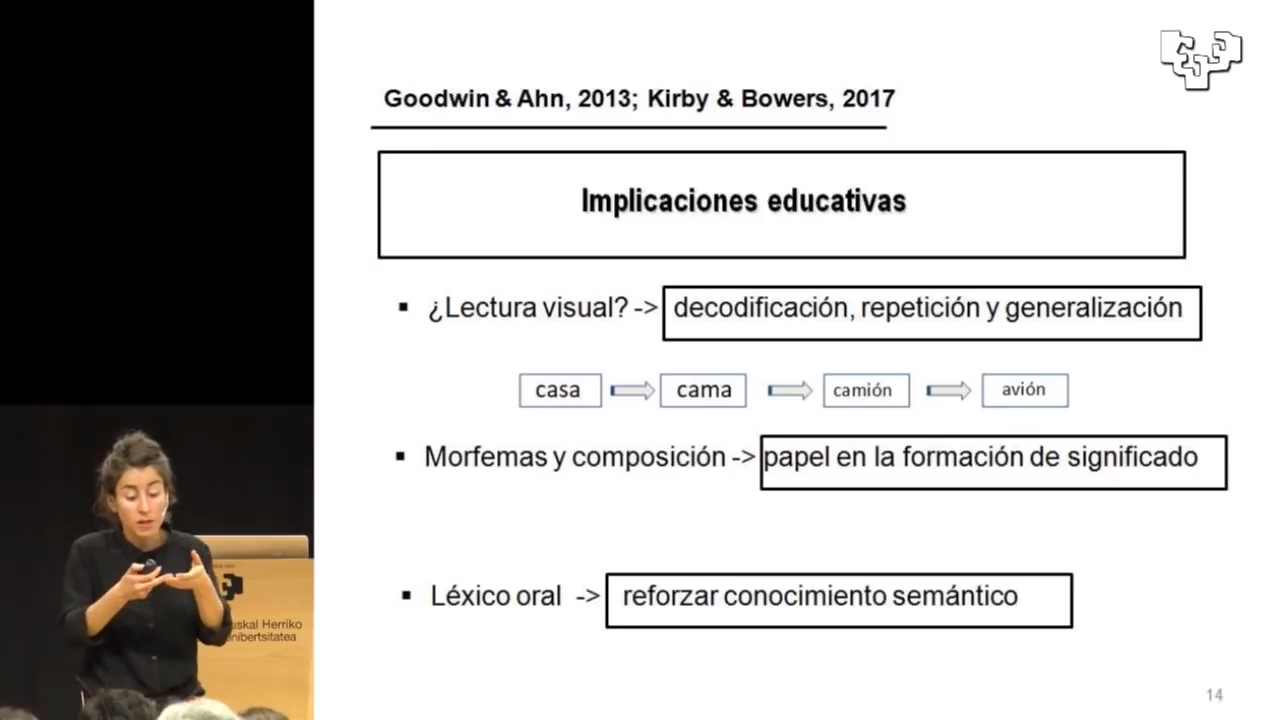 Goodwin & Ahn, 2013; Kirby & Bowers, 2017
Implicaciones educativas
▪ ¿Lectura visual? -> decodificación, repetición y generalización
casa cama camión avión
▪ Morfemas y composición -> papel en la formación de significado
▪ Léxico oral -> reforzar conocimiento semántico
14
uskal Herriko
nibertsitatea